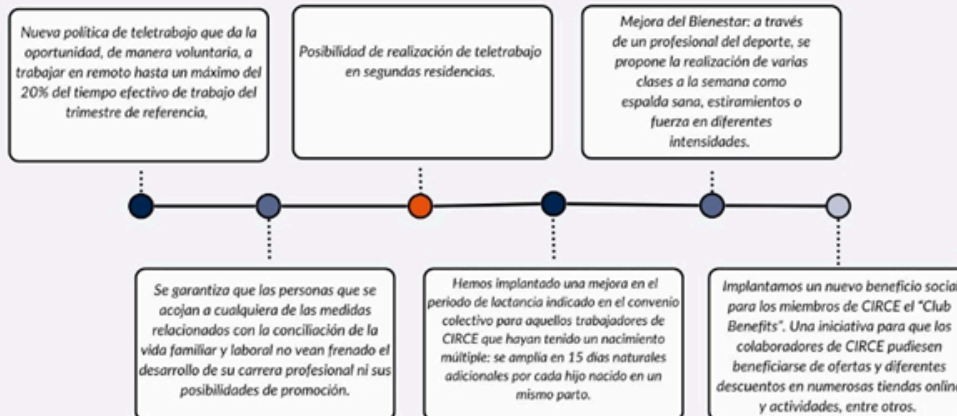 Nueva política de teletrabajo que da la
oportunidad, de manera voluntaria, a
trabajar en remoto hasta un máximo del
20% del tiempo efectivo de trabajo del
trimestre de referencia,
Posibilidad de realización de teletrabajo
en segundas residencias.
Mejora del Bienestar: a través
de un profesional del deporte, se
propone la realización de varias
clases a la semana como
espalda sana, estiramientos o
fuerza en diferentes
intensidades.
Se garantiza que las personas que se
acojan a cualquiera de las medidas
relacionados con la conciliación de la
vida familiar y laboral no vean frenado el
desarrollo de su carrera profesional ni sus
posibilidades de promoción.
Hemos implantado una mejora en el
periodo de lactancia indicado en el convenio
colectivo para aquellos trabajadores de
CIRCE que hayan tenido un nacimiento
múltiple: se amplia en 15 días naturales
adicionales por cada hijo nacido en un
mismo parto.
Implantamos un nuevo beneficio social
para los miembros de CIRCE el "Club
Benefits". Una iniciativa para que los
colaboradores de CIRCE pudiesen
beneficiarse de ofertas y diferentes
descuentos en numerosas tiendas online
y actividades, entre otros.